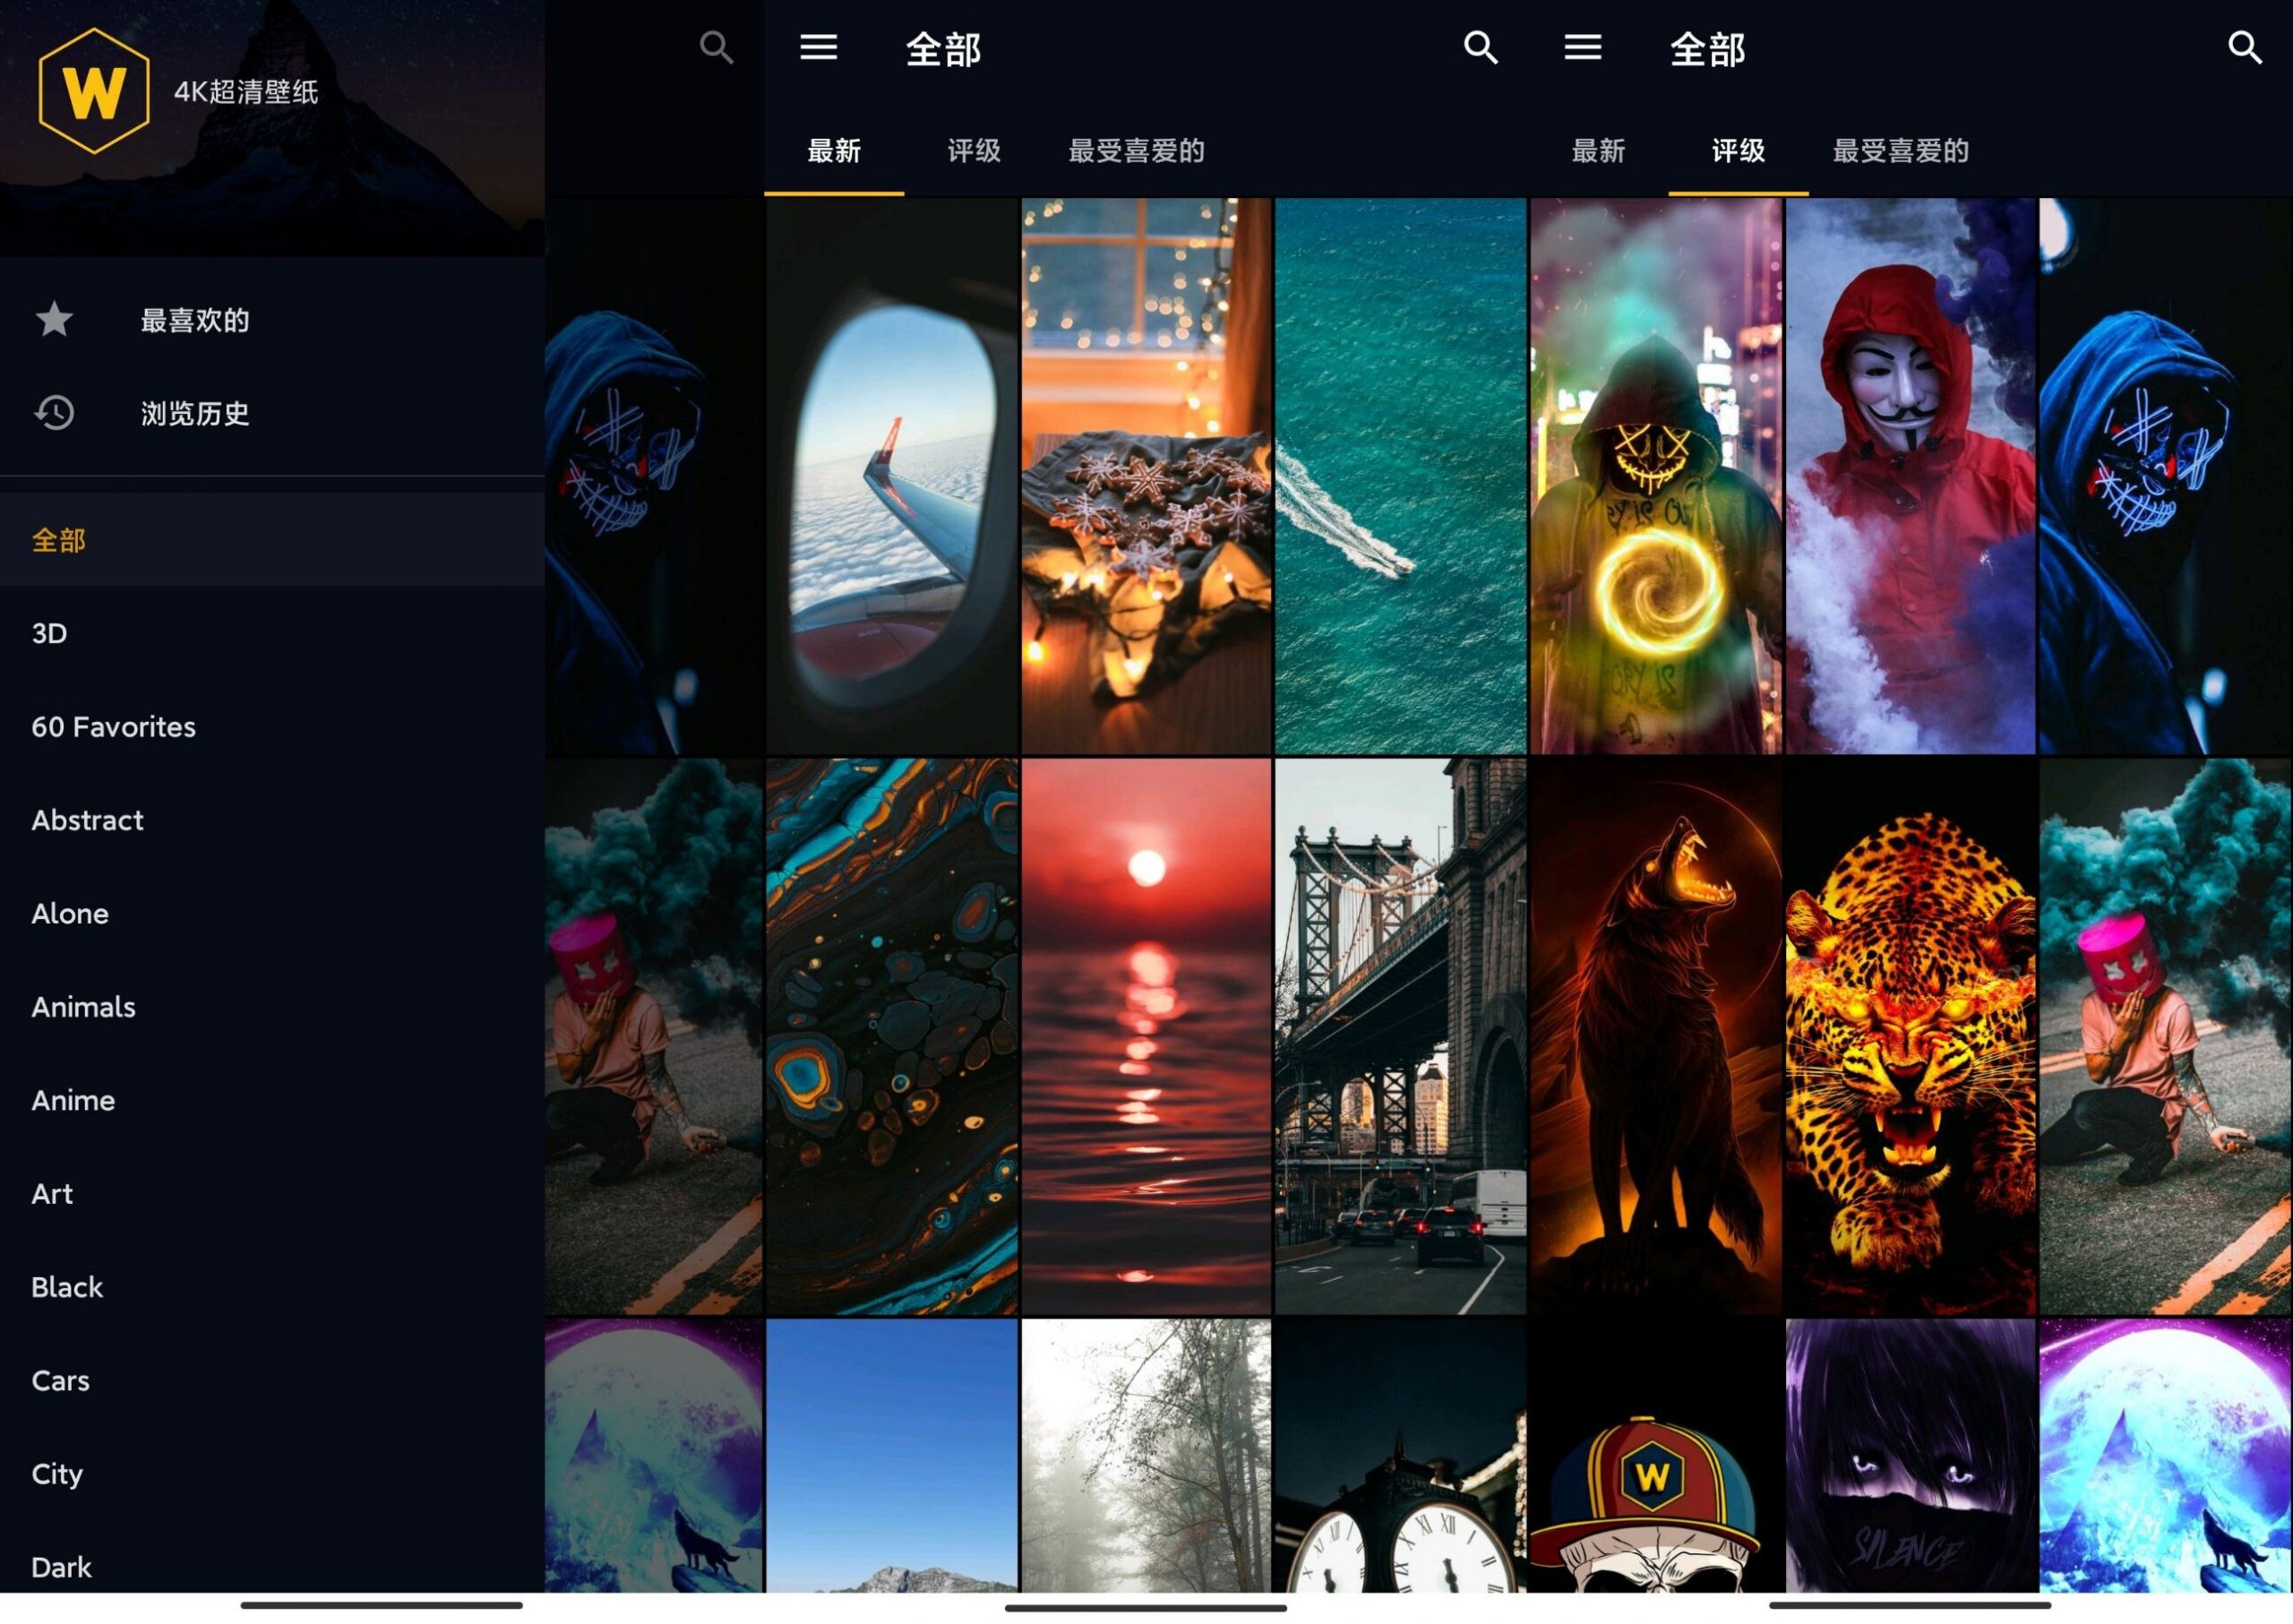 W
4K超清壁纸
最喜欢的
浏览历史
全部
3D
60 Favorites
Abstract
Alone
Animals
Anime
Art
Black
Cars
City
Dark
全部
最新 评级 最受喜爱的
全部
最新 评级 最受喜爱的
W
SILENCE